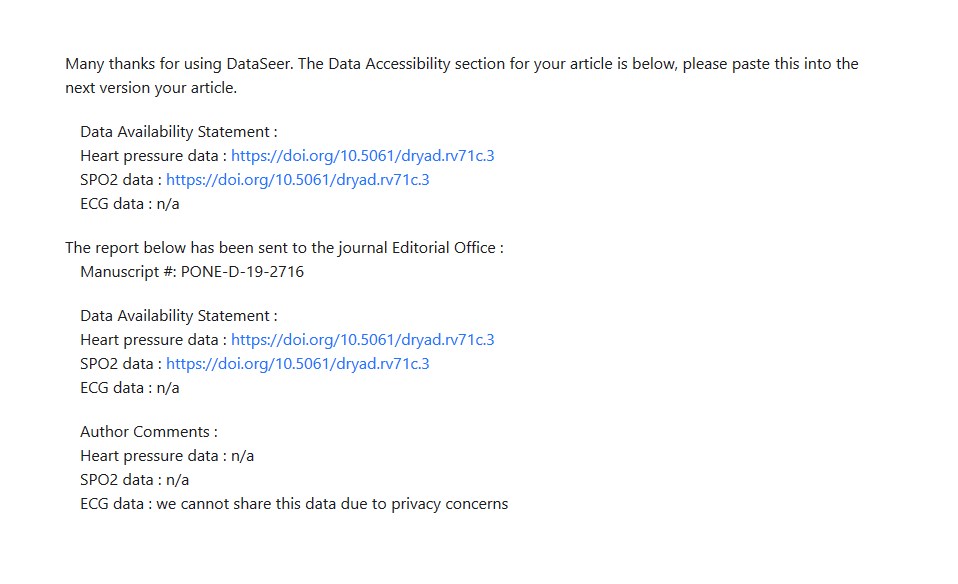 Many thanks for using DataSeer. The Data Accessibility section for your article is below, please paste this into the
next version your article.
Data Availability Statement :
Heart pressure data : https://doi.org/10.5061/dryad.rv71c.3
SPO2 data : https://doi.org/10.5061/dryad.rv71c.3
ECG data : n/a
The report below has been sent to the journal Editorial Office :
Manuscript #: PONE-D-19-2716
Data Availability Statement :
Heart pressure data : https://doi.org/10.5061/dryad.rv71c.3
SPO2 data : https://doi.org/10.5061/dryad.rv71c.3
ECG data : n/a
Author Comments :
Heart pressure data : n/a
SPO2 data : n/a
ECG data : we cannot share this data due to privacy concerns